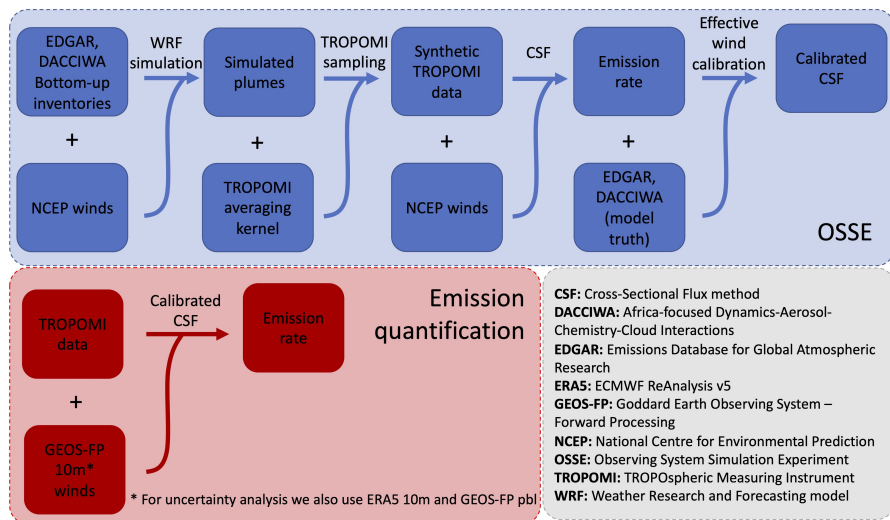 EDGAR,
DACCIWA
Bottom-up
inventories
WRF
simulation
Simulated
plumes
TROPOMI
sampling
Synthetic
TROPOMI
data
CSF
Emission
rate
Effective
wind
calibration
Calibrated
CSF
+
+
+
+
NCEP winds
TROPOMI
averaging
kernel
NCEP winds
EDGAR,
DACCIWA
(model
truth)
OSSE
TROPOMI
data
Calibrated
CSF
Emission
rate
Emission
quantification
+
GEOS-FP
10m*
winds
* For uncertainty analysis we also use ERA5 10m and GEOS-FP pbl
CSF: Cross-Sectional Flux method
DACCIWA: Africa-focused Dynamics-Aerosol-
Chemistry-Cloud Interactions
EDGAR: Emissions Database for Global Atmospheric
Research
ERA5: ECMWF ReAnalysis v5
GEOS-FP: Goddard Earth Observing System –
Forward Processing
NCEP: National Centre for Environmental Prediction
OSSE: Observing System Simulation Experiment
TROPOMI: TROPOspheric Measuring Instrument
WRF: Weather Research and Forecasting model